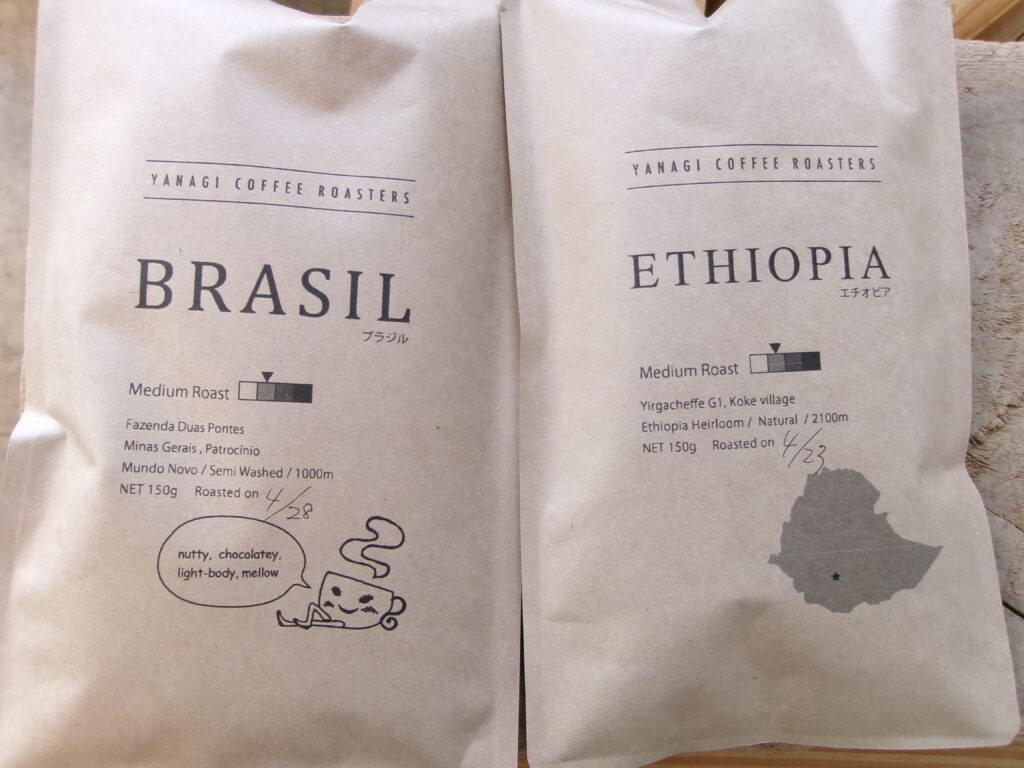 YANAGI COFFEE ROASTERS
BRASIL
ブラジル
Medium Roast
Fazenda Duas Pontes
Minas Gerais , Patrocínio
Mundo Novo / Semi Washed / 1000m
NET 150g Roasted on 4/28
nutty, chocolatey,
light-body, mellow
YANAGI COFFEE ROASTERS
ETHIOPIA
エチオピア
Medium Roast
Yirgacheffe G1, Koke village
Ethiopia Heirloom / Natural / 2100m
NET 150g Roasted on 4/23